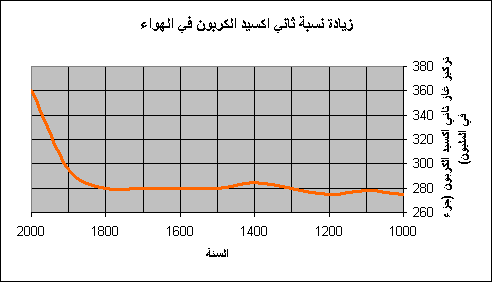 زيادة نسبة ثاني اكسيد الكربون في الهواء
تركيز غاز ثاني اكسيد الكربون (جزء
في المليون)
380
360
340
320
300
280
260
2000 1800 1600 1400 1200 1000
السنة